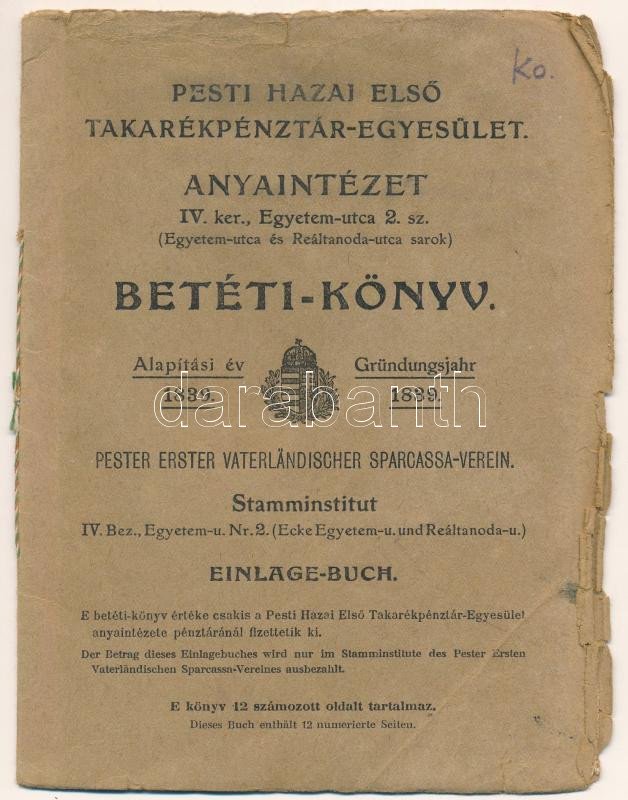 Ko.
PESTI HAZAI ELSŐ
TAKARÉKPÉNZTÁR-EGYESÜLET.
ANYAINTÉZET
IV. ker., Egyetem-utca 2. sz.
(Egyetem-utca és Reáltanoda-utca sarok)
BETÉTI-KÖNYV.
Alapítási év Gründungsjahr
1839. 1839.
darabanth
PESTER ERSTER VATERLÄNDISCHER SPARCASSA-VEREIN.
Stamminstitut
IV. Bez., Egyetem-u. Nr. 2. (Ecke Egyetem-u. und Reáltanoda-u.)
EINLAGE-BUCH.
E betéti-könyv értéke csakis a Pesti Hazai Első Takarékpénztár-Egyesület
anyaintézete pénztáránál fizettetik ki.
Der Betrag dieses Einlagebuches wird nur im Stamminstitute des Pester Ersten
Vaterländischen Sparcassa-Vereines ausbezahlt.
E könyv 12 számozott oldalt tartalmaz.
Dieses Buch enthält 12 numerierte Seiten.